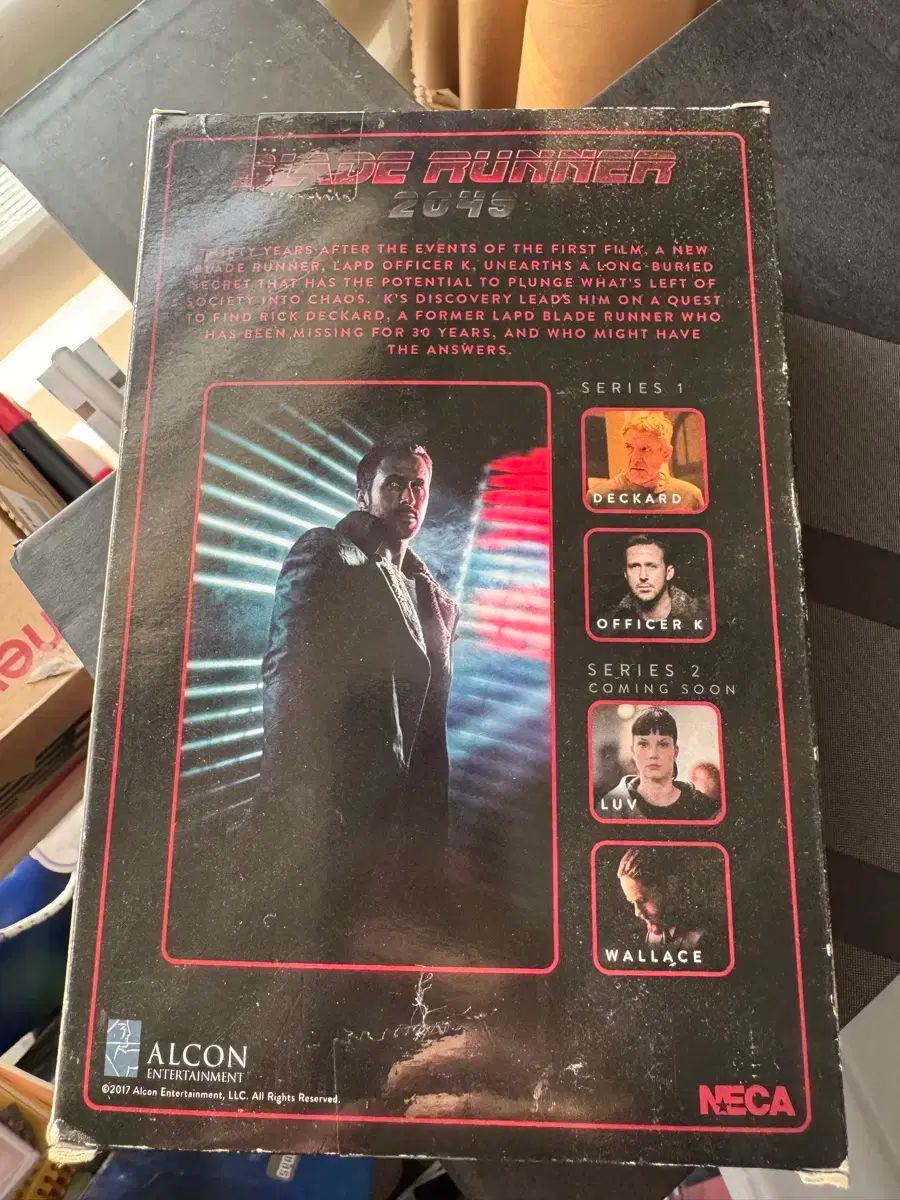 BLADE RUNNER
2049
THIRTY YEARS AFTER THE EVENTS OF THE FIRST FILM, A NEW
BLADE RUNNER, LAPD OFFICER K, UNEARTHS A LONG-BURIED
SECRET THAT HAS THE POTENTIAL TO PLUNGE WHAT'S LEFT OF
SOCIETY INTO CHAOS. K'S DISCOVERY LEADS HIM ON A QUEST
TO FIND RICK DECKARD, A FORMER LAPD BLADE RUNNER WHO
HAS BEEN MISSING FOR 30 YEARS, AND WHO MIGHT HAVE
THE ANSWERS.
SERIES 1
DECKARD
OFFICER K
SERIES 2
COMING SOON
LUV
WALLACE
ALCON
ENTERTAINMENT
©2017 Alcon Entertainment, LLC. All Rights Reserved.
NECA